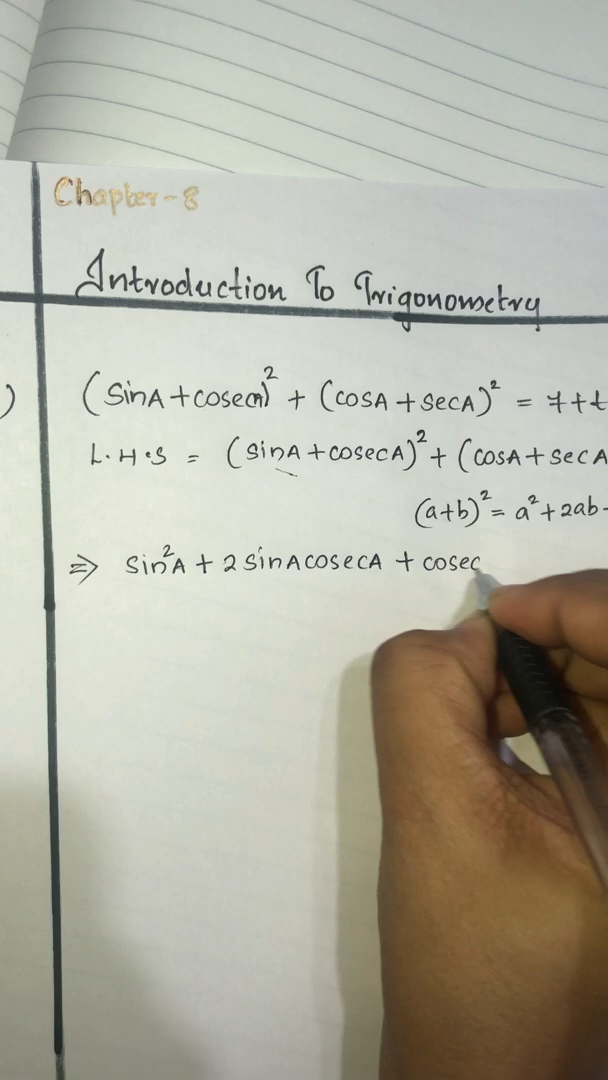 Chapter-8
Introduction To Trigonometry
) (sinA+cosecA)² + (cosA+secA)² = 7+t
L.H.S = (sinA+cosecA)²+(cosA+secA
(a+b)²= a²+2ab-
⇒ sin²A + 2sinAcosecA + cosec